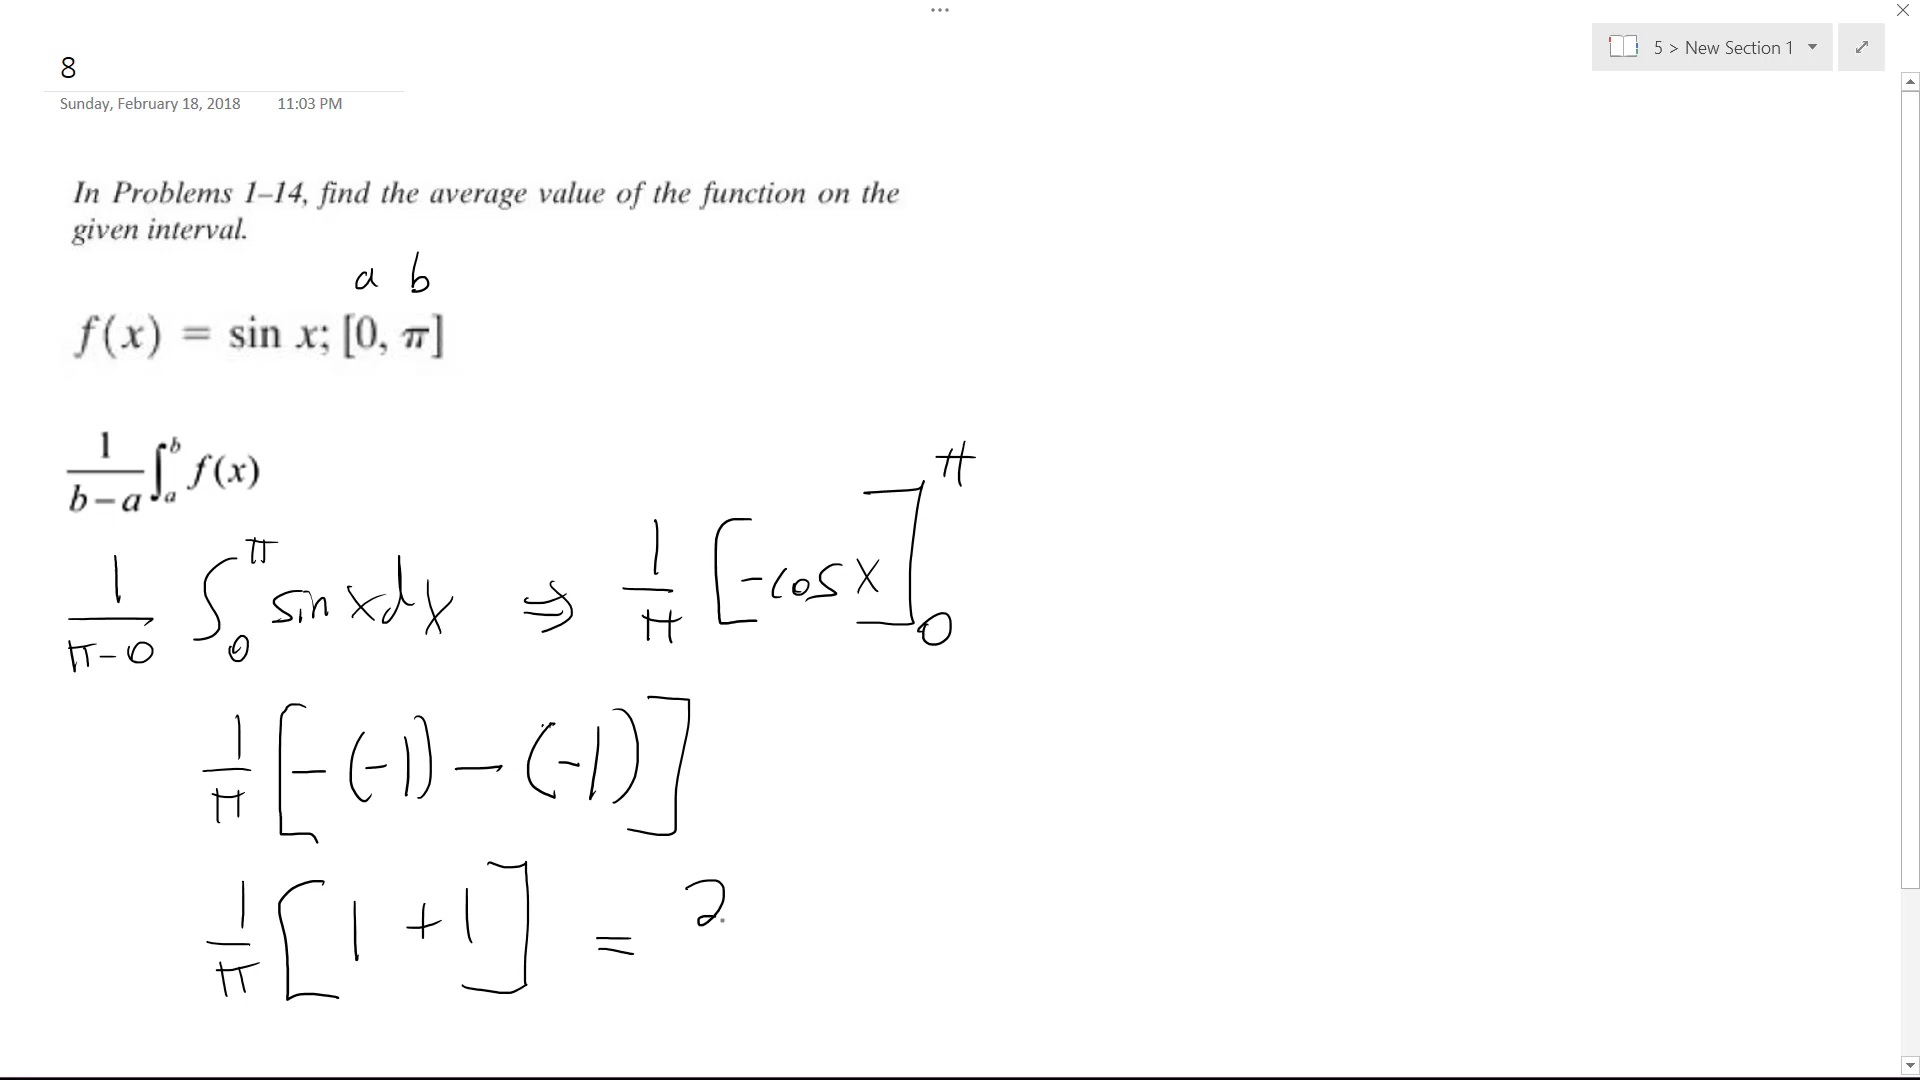 5 > New Section 1
8
Sunday, February 18, 2018 11:03 PM
In Problems 1–14, find the average value of the function on the
given interval.
a b
f(x) = sin x; [0, π]
1/(b−a) ∫_a^b f(x)
1/(π−0) ∫_0^π sin x dx ⇒ 1/π [−cos x]_0^π
1/π [−(−1) − (−1)]
1/π [1 + 1] = 2